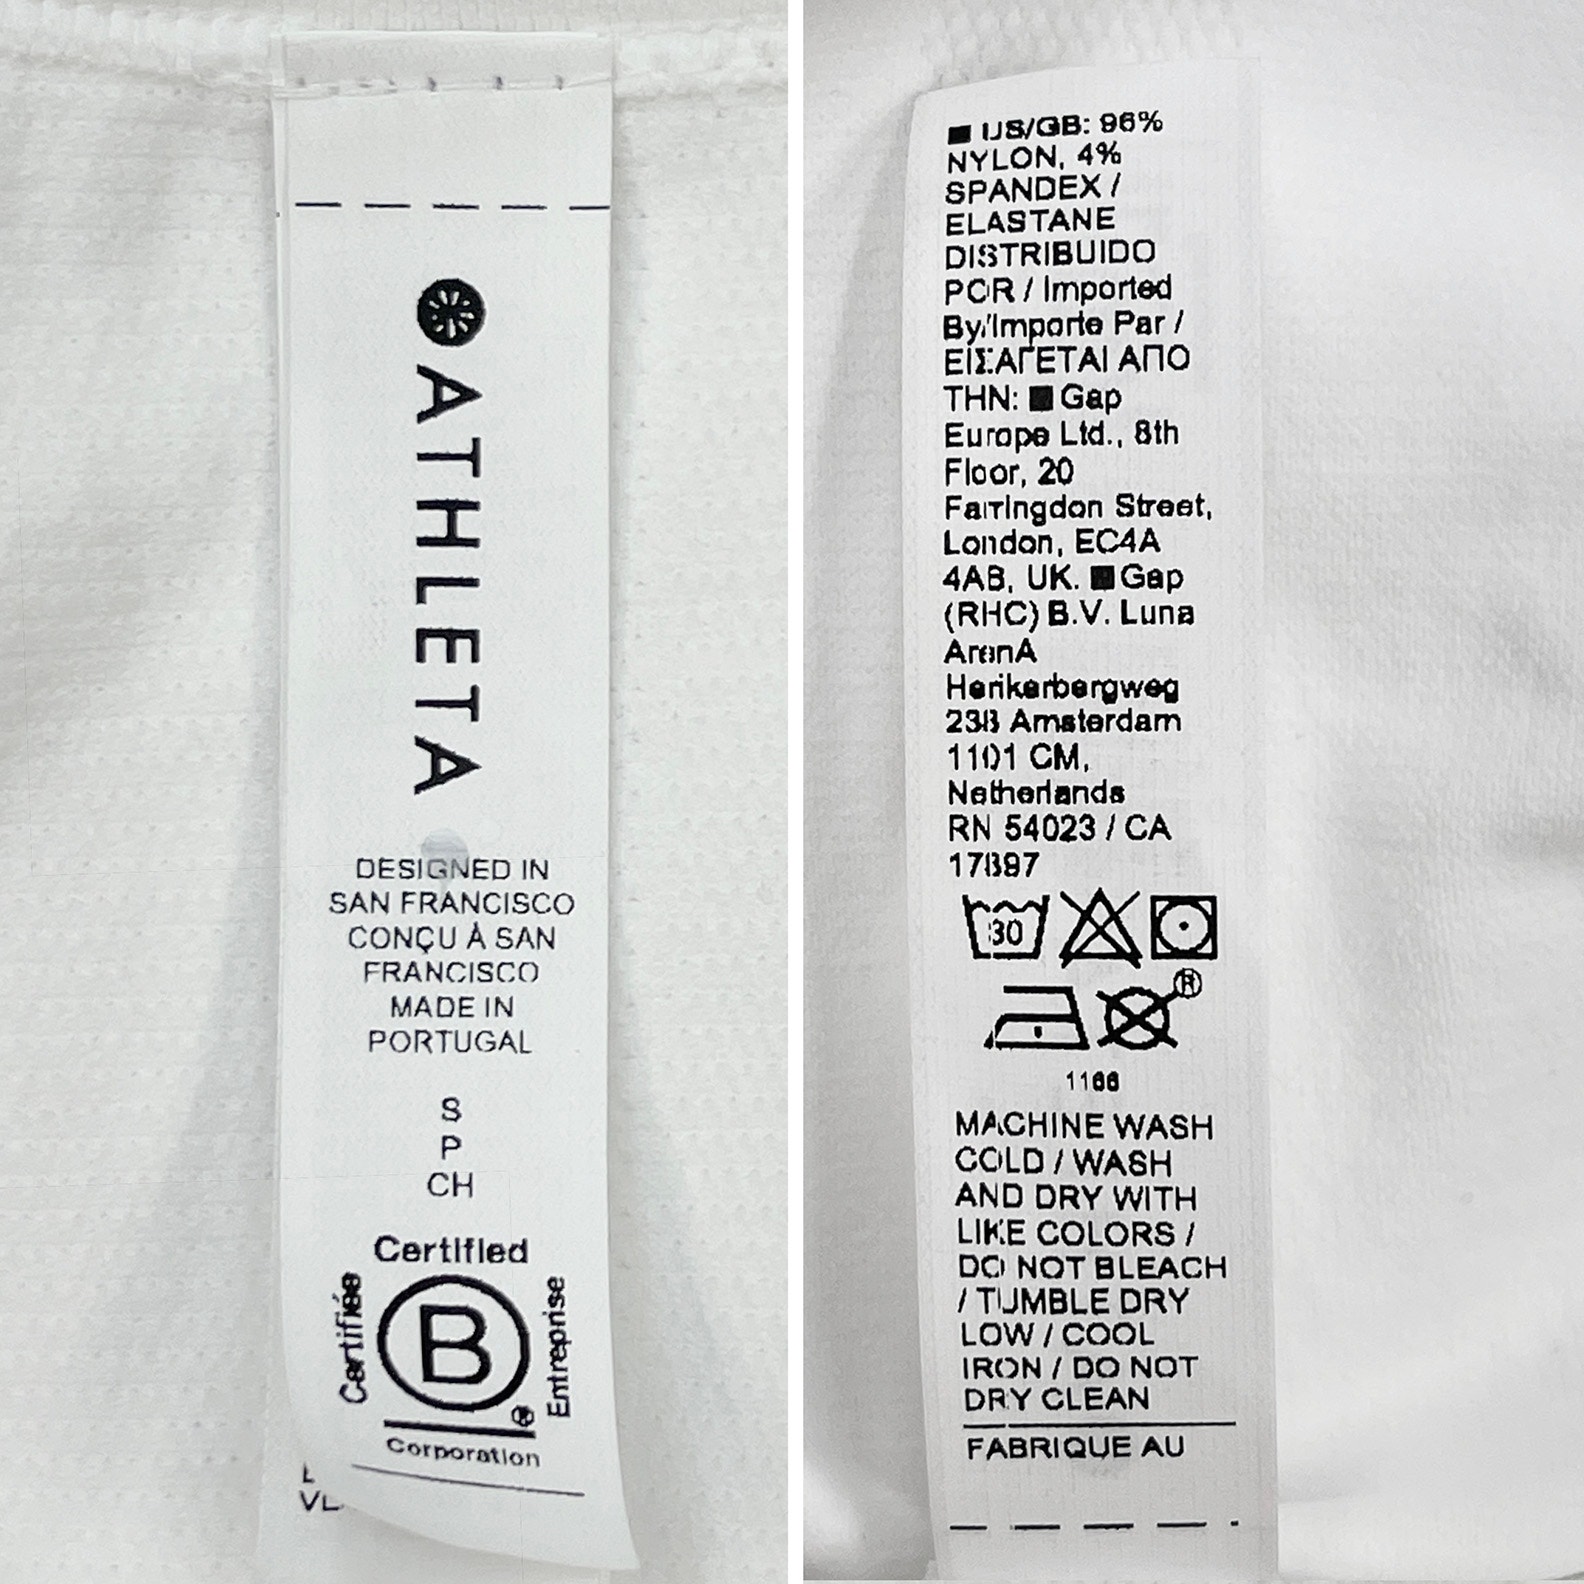 ATHLETA
DESIGNED IN
SAN FRANCISCO
CONÇU À SAN
FRANCISCO
MADE IN
PORTUGAL
S
P
CH
Certified
Certifiée
B
Entreprise
®
Corporation
L
VL
US/GB: 96%
NYLON, 4%
SPANDEX /
ELASTANE
DISTRIBUIDO
POR / Imported
By/Importe Par /
ΕΙΣΑΓΕΤΑΙ ΑΠΟ
ΤΗΝ: Gap
Europe Ltd., 8th
Floor, 20
Farringdon Street,
London, EC4A
4AB, UK. Gap
(RHC) B.V. Luna
ArenA
Herikerbergweg
238 Amsterdam
1101 CM,
Netherlands
RN 54023 / CA
17897
30
®
1166
MACHINE WASH
COLD / WASH
AND DRY WITH
LIKE COLORS /
DO NOT BLEACH
/ TUMBLE DRY
LOW / COOL
IRON / DO NOT
DRY CLEAN
FABRIQUE AU